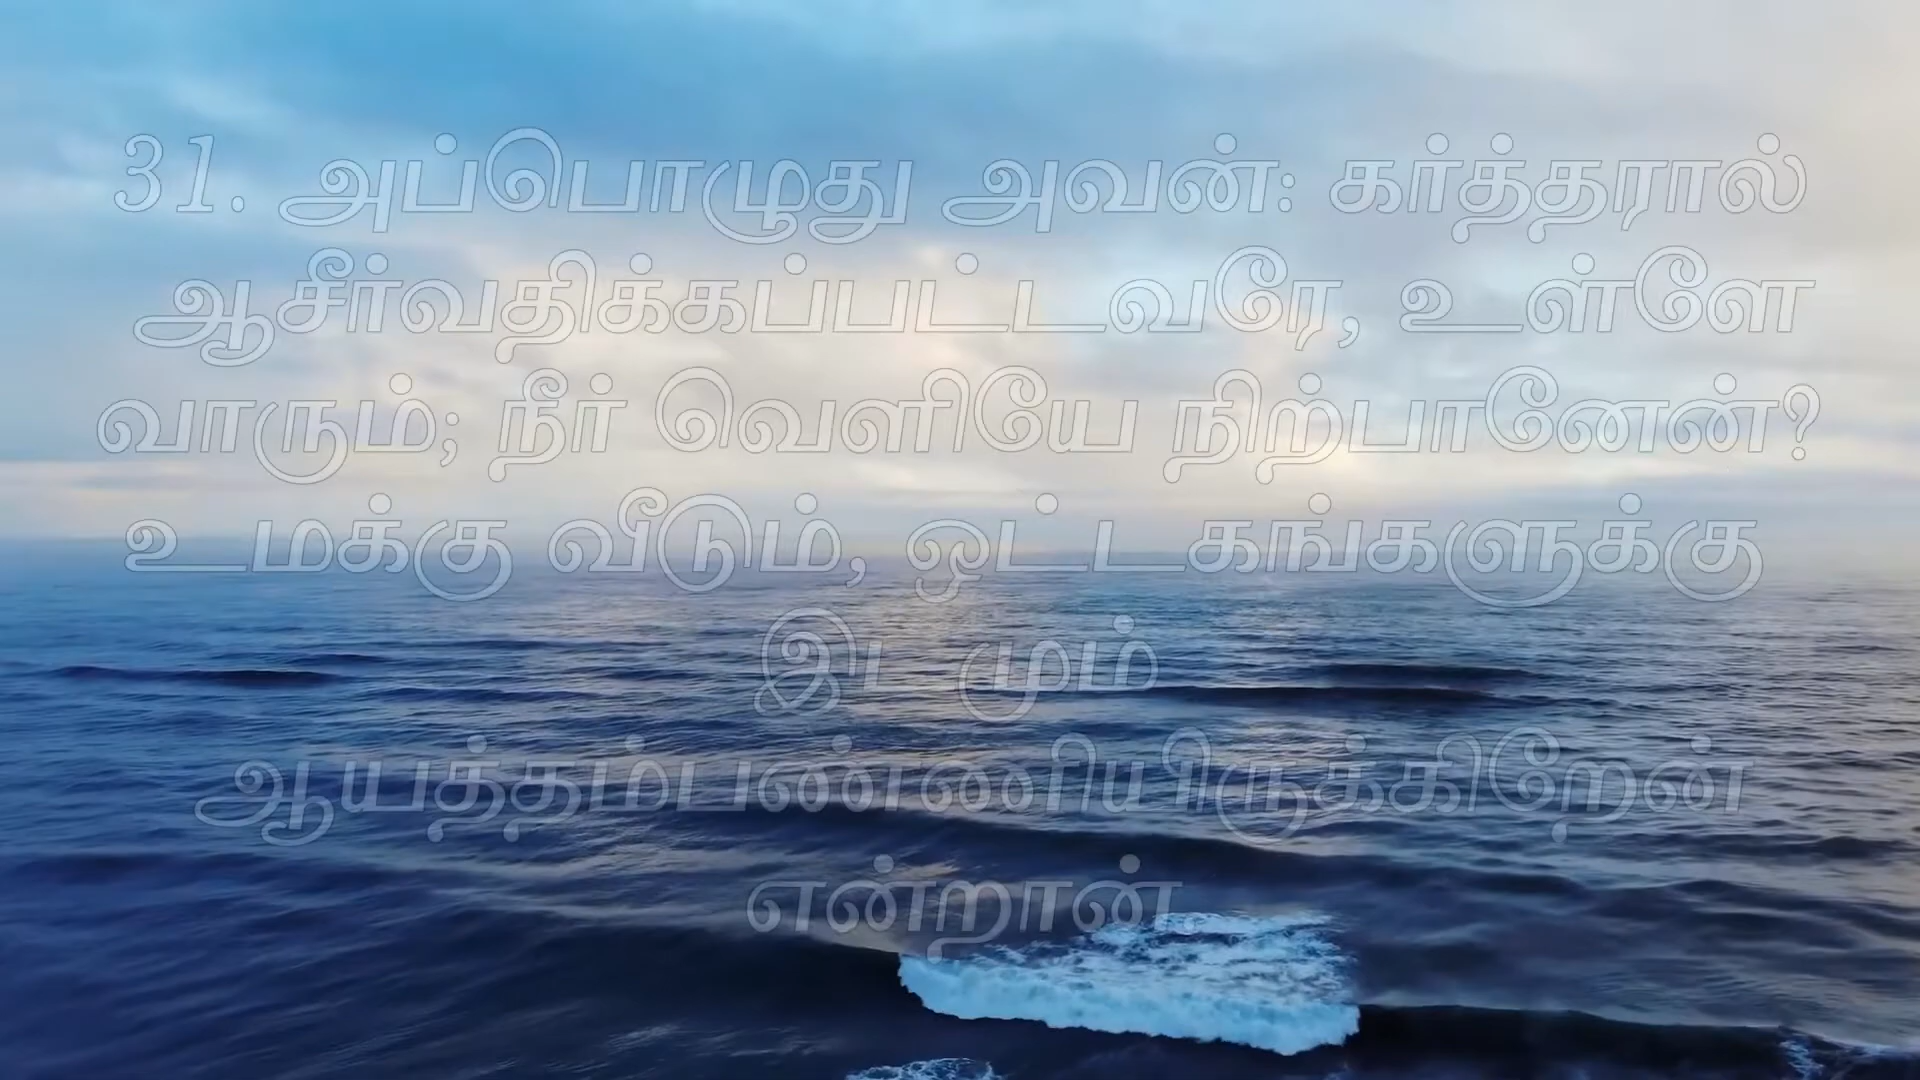 31. அப்பொழுது அவன்: கர்த்தரால்
ஆசீர்வதிக்கப்பட்டவரே, உள்ளே
வாரும்; நீர் வெளியே நிற்பானேன்?
உமக்கு வீடும், ஒட்டகங்களுக்கு
இடமும்
ஆயத்தம்பண்ணியிருக்கிறேன்
என்றான்